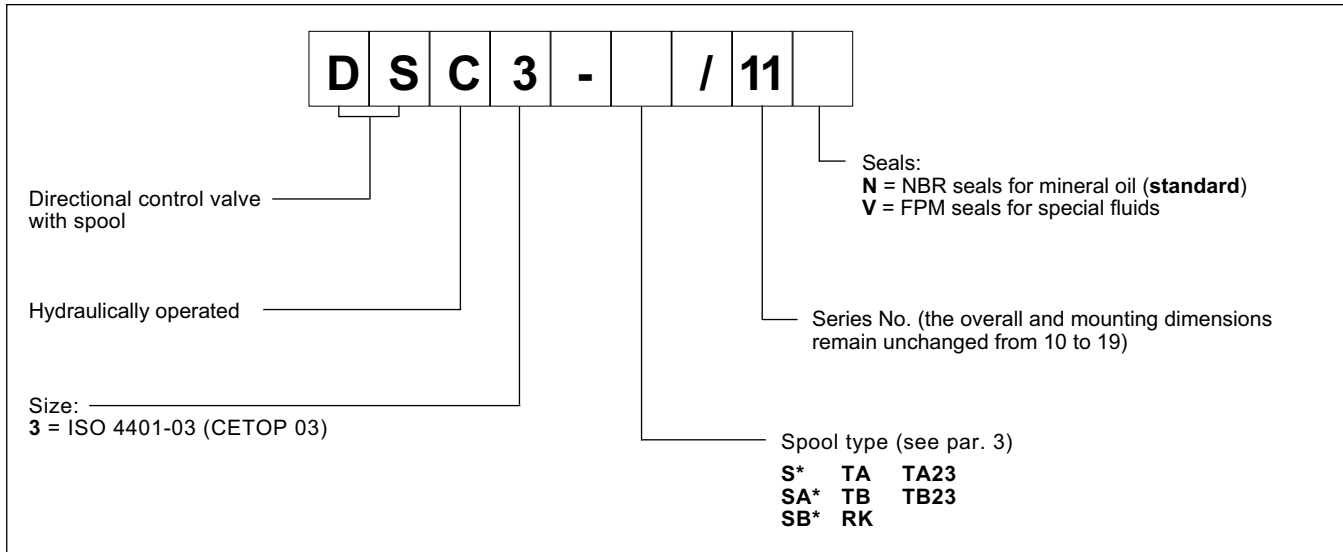 D S C 3 - / 11
Seals:
N = NBR seals for mineral oil (standard)
V = FPM seals for special fluids
Directional control valve
with spool
Hydraulically operated
Series No. (the overall and mounting dimensions
remain unchanged from 10 to 19)
Size:
3 = ISO 4401-03 (CETOP 03)
Spool type (see par. 3)
S* TA TA23
SA* TB TB23
SB* RK